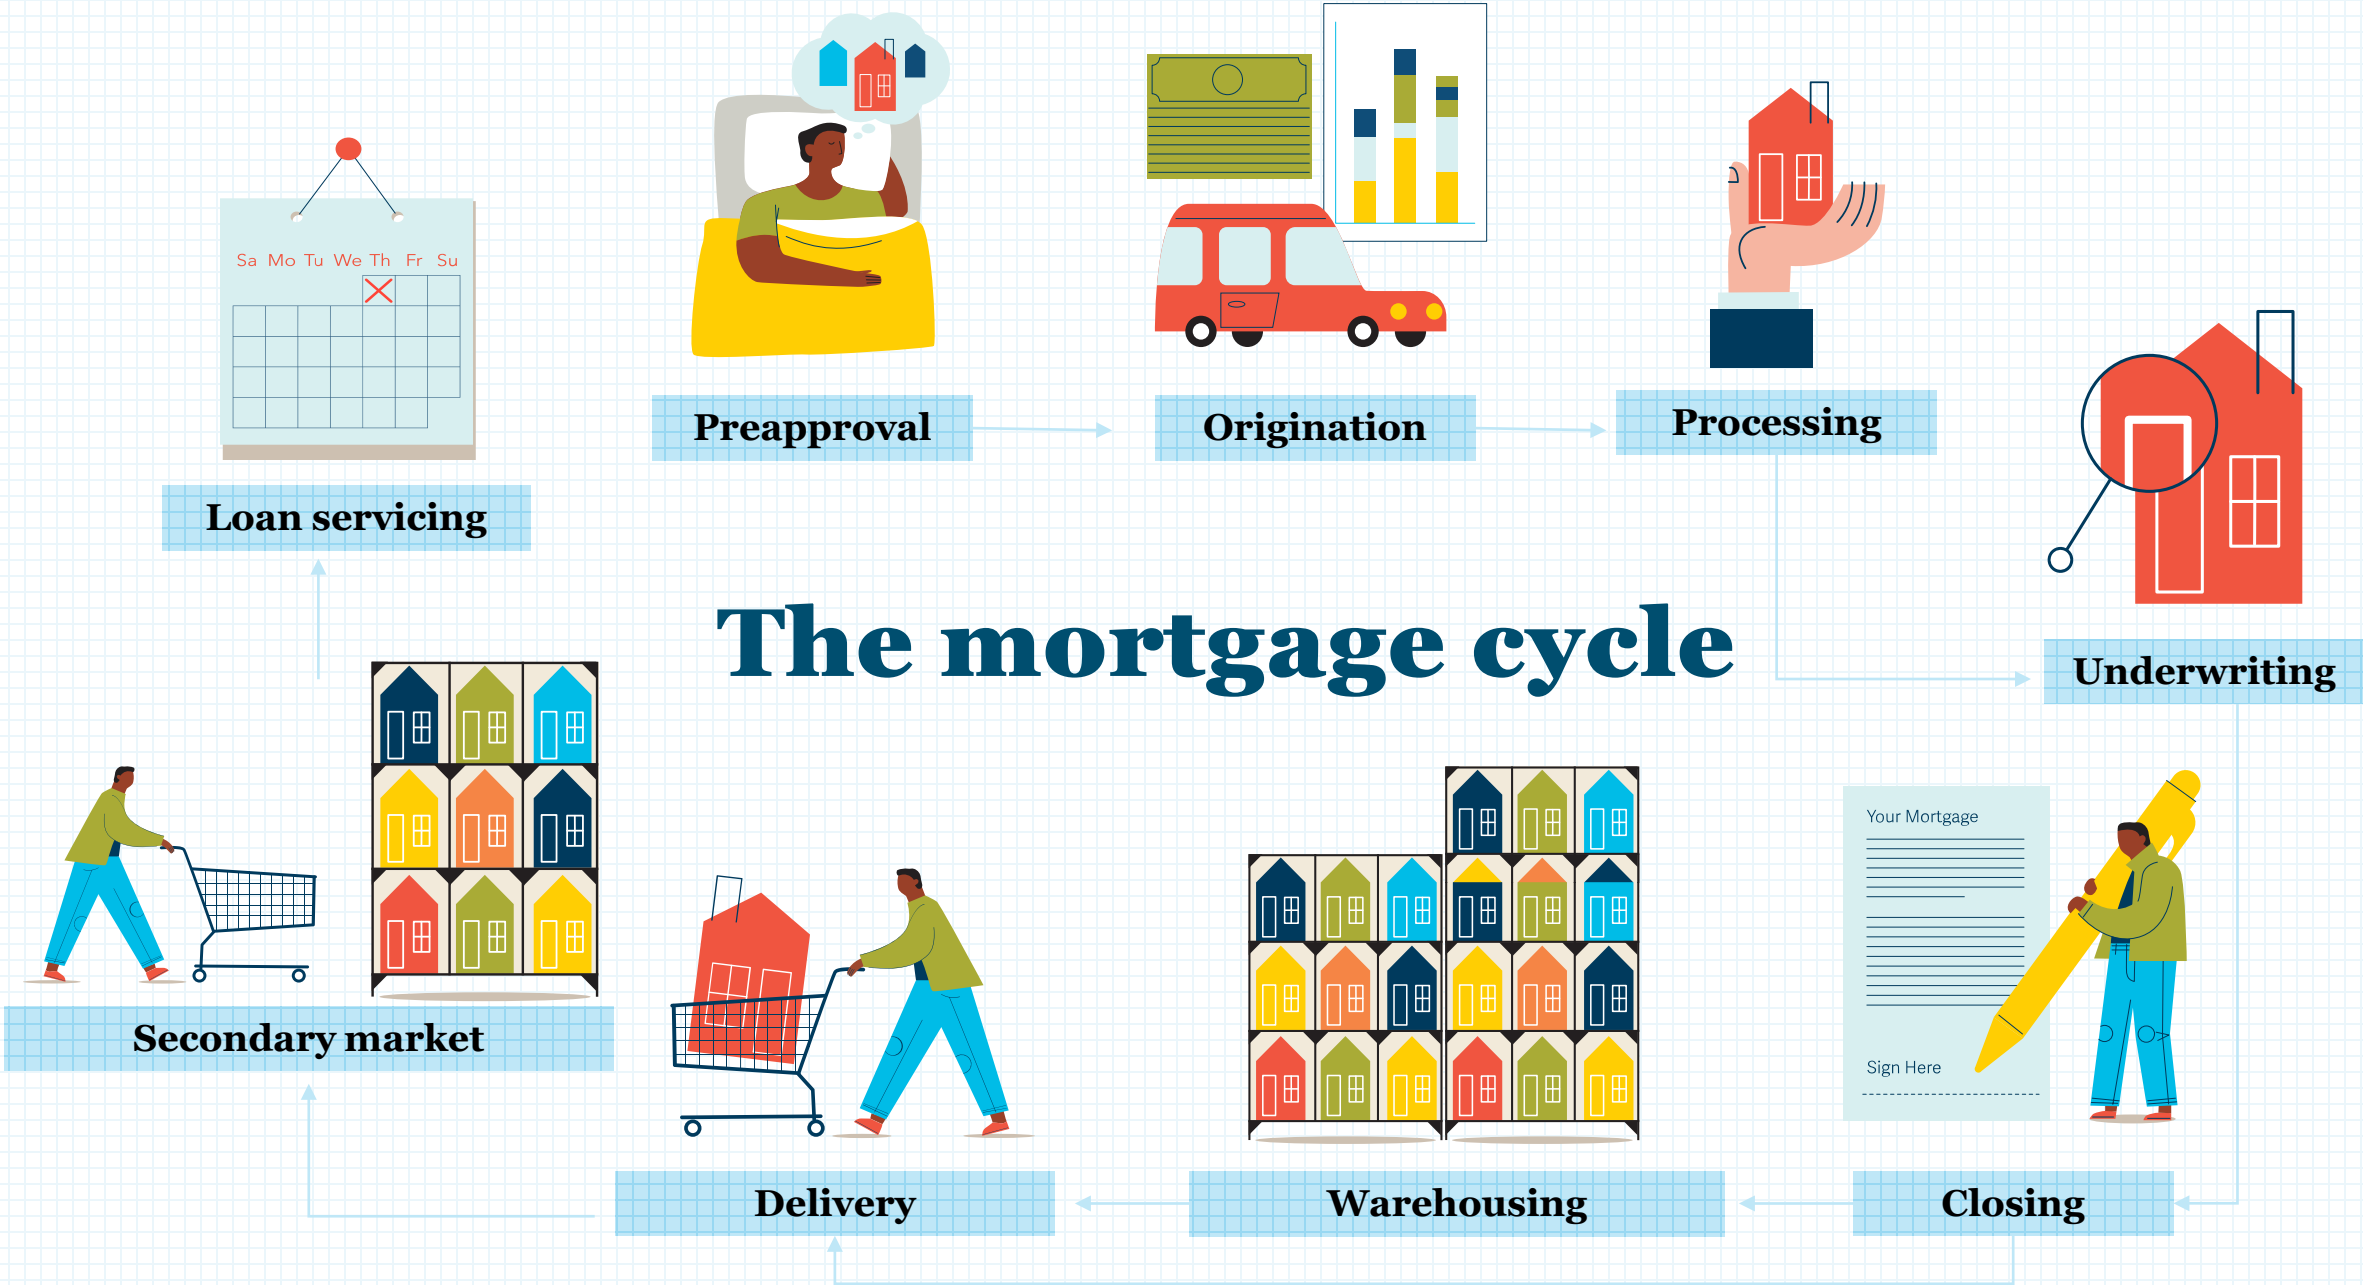 Sa Mo Tu We Th Fr Su
Preapproval
Origination
Processing
Loan servicing
The mortgage cycle
Underwriting
Your Mortgage
Sign Here
Secondary market
Delivery
Warehousing
Closing